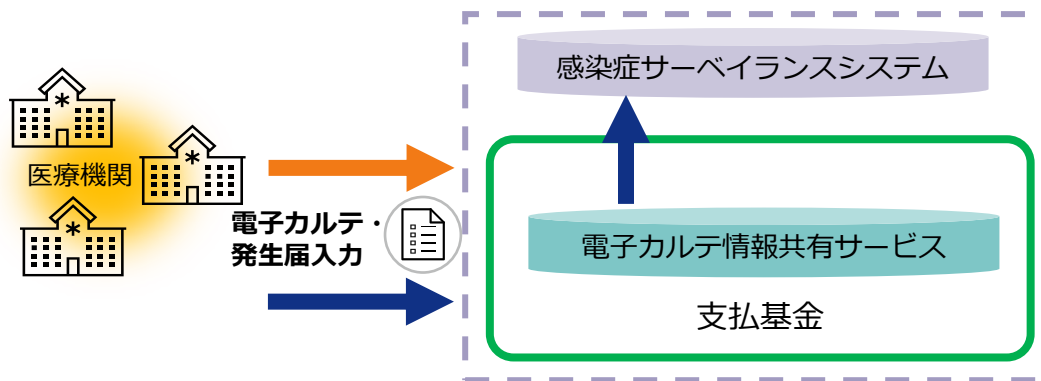 感染症サーベイランスシステム
医療機関
電子カルテ・
発生届入力
電子カルテ情報共有サービス
支払基金